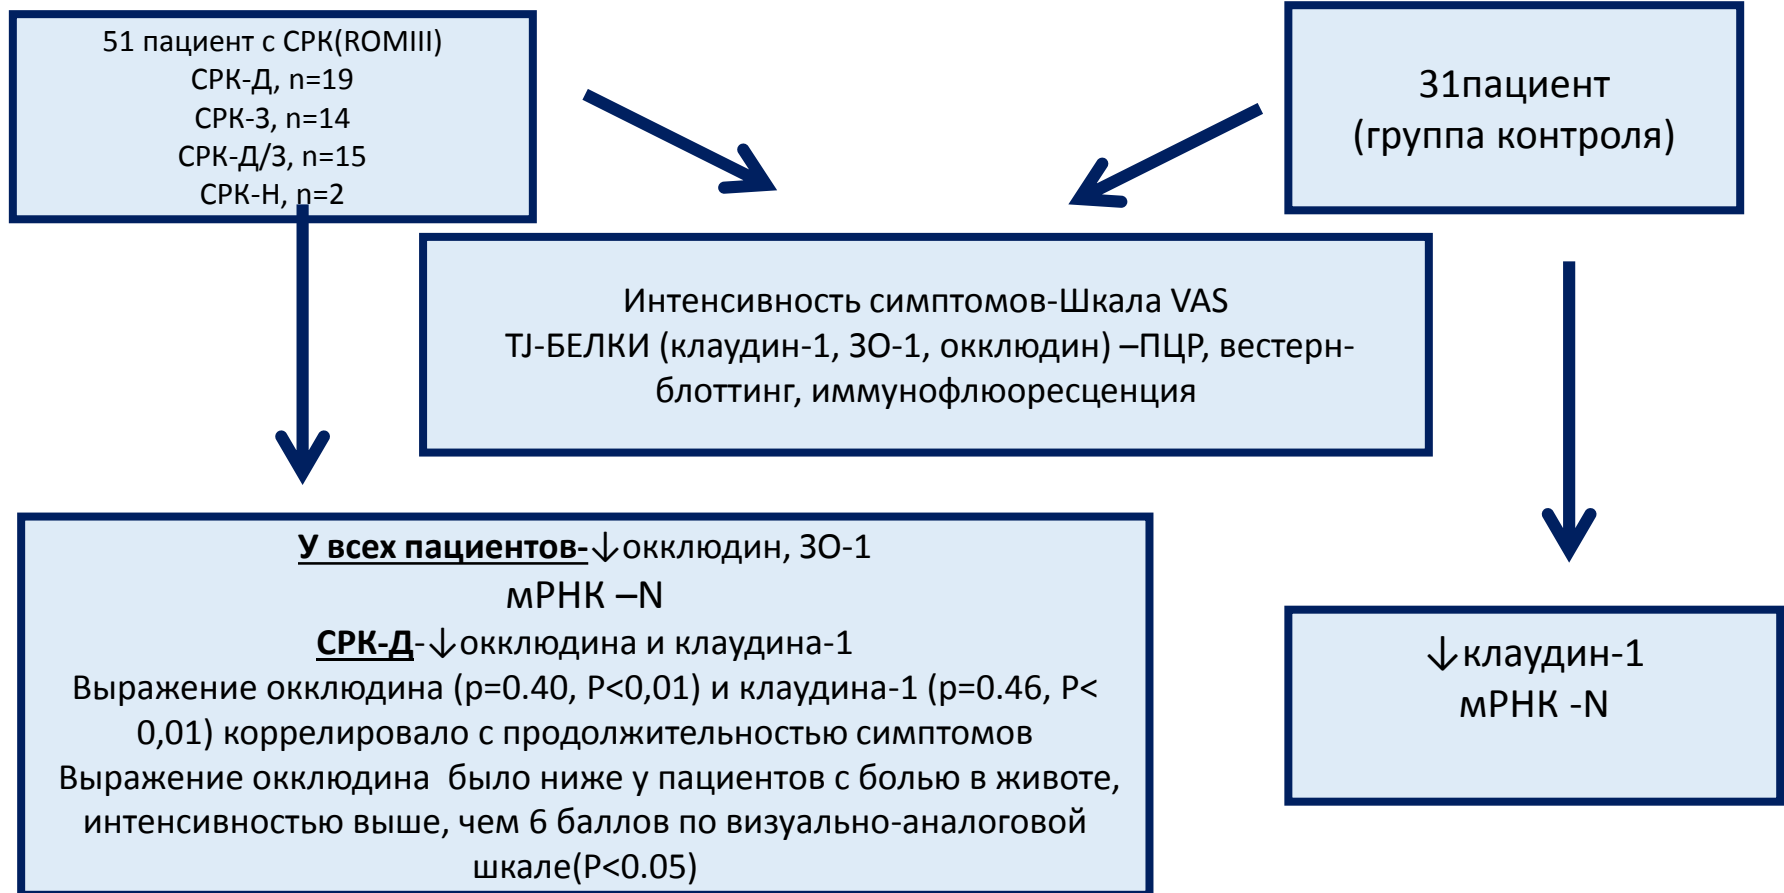 51 пациент с СРК(ROMIII)
СРК-Д, n=19
СРК-З, n=14
СРК-Д/З, n=15
СРК-Н, n=2
31пациент
(группа контроля)
Интенсивность симптомов-Шкала VAS
TJ-БЕЛКИ (клаудин-1, ЗО-1, окклюдин) –ПЦР, вестерн-
блоттинг, иммунофлюоресценция
У всех пациентов-↓окклюдин, ЗО-1
мРНК –N
СРК-Д-↓окклюдина и клаудина-1
Выражение окклюдина (р=0.40, P<0,01) и клаудина-1 (р=0.46, P<
0,01) коррелировало с продолжительностью симптомов
Выражение окклюдина было ниже у пациентов с болью в животе,
интенсивностью выше, чем 6 баллов по визуально-аналоговой
шкале(P<0.05)
↓клаудин-1
мРНК -N